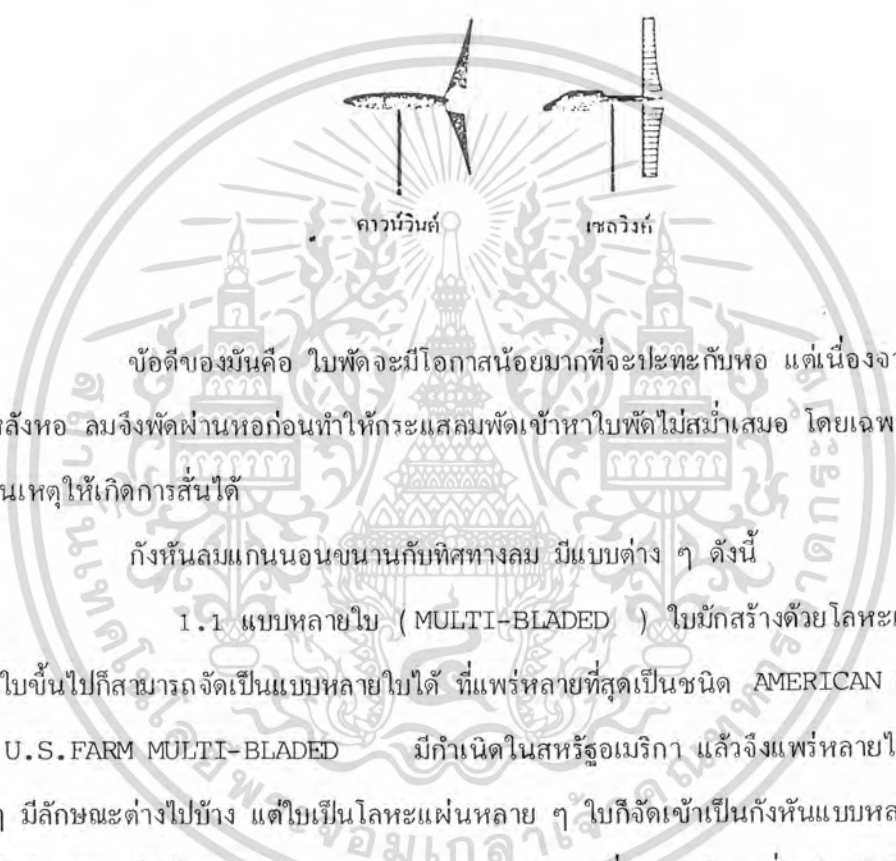 ดาวน์วินด์ เซลวิงก์
ข้อดีของมันคือ ใบพัดจะมีโอกาสน้อยมากที่จะปะทะกับหอ แต่เนื่องจา
หลังหอ ลมจึงพัดผ่านหอก่อนทำให้กระแสลมพัดเข้าหาใบพัดไม่สม่ำเสมอ โดยเฉพ
นเหตุให้เกิดการสั่นได้
กังหันลมแกนนอนขนานกับทิศทางลม มีแบบต่าง ๆ ดังนี้
1.1 แบบหลายใบ (MULTI-BLADED ) ใบมักสร้างด้วยโลหะแ
ใบขึ้นไปก็สามารถจัดเป็นแบบหลายใบได้ ที่แพร่หลายที่สุดเป็นชนิด AMERICAN
U.S.FARM MULTI-BLADED มีกำเนิดในสหรัฐอเมริกา แล้วจึงแพร่หลายไ
ๆ มีลักษณะต่างไปบ้าง แต่ใบเป็นโลหะแผ่นหลาย ๆ ใบก็จัดเข้าเป็นกังหันแบบหล